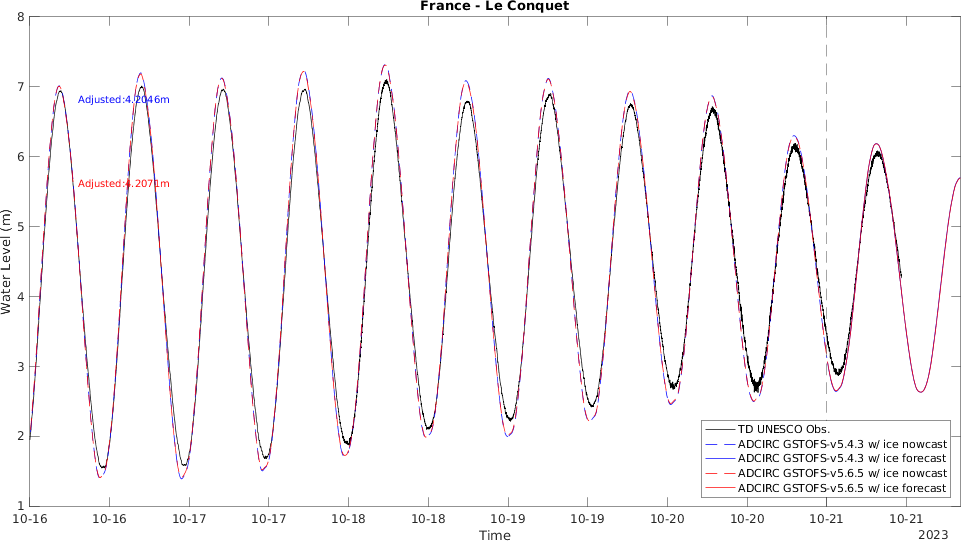 France - Le Conquet
8
7
6
5
4
3
2
1
Water Level (m)
Adjusted:4.2046m
Adjusted:4.2071m
TD UNESCO Obs.
ADCIRC GSTOFS-v5.4.3 w/ ice nowcast
ADCIRC GSTOFS-v5.4.3 w/ ice forecast
ADCIRC GSTOFS-v5.6.5 w/ ice nowcast
ADCIRC GSTOFS-v5.6.5 w/ ice forecast
10-16 10-16 10-17 10-17 10-18 10-18 10-19 10-19 10-20 10-20 10-21 10-21
Time
2023